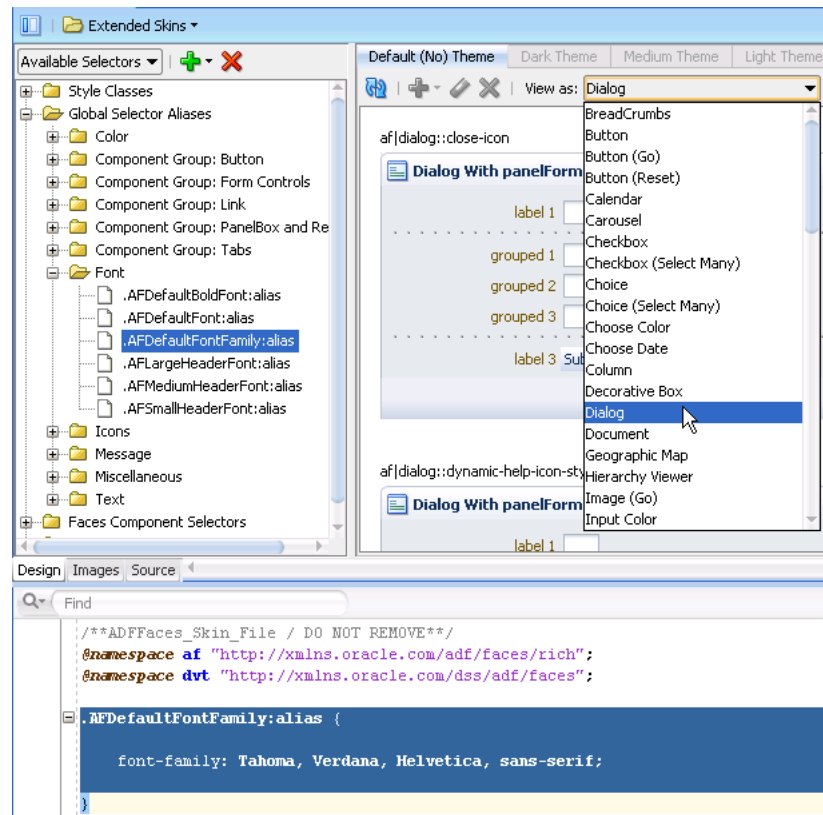 Extended Skins
Available Selectors
Style Classes
Global Selector Aliases
Color
Component Group: Button
Component Group: Form Controls
Component Group: Link
Component Group: PanelBox and Re
Component Group: Tabs
Font
.AFDefaultBoldFont:alias
.AFDefaultFont:alias
.AFDefaultFontFamily:alias
.AFLargeHeaderFont:alias
.AFMediumHeaderFont:alias
.AFSmallHeaderFont:alias
Icons
Message
Miscellaneous
Text
Faces Component Selectors
Default (No) Theme Dark Theme Medium Theme Light Theme
View as: Dialog
af|dialog::close-icon
Dialog With panelForm
label 1
grouped 1
grouped 2
grouped 3
label 3 Sub
af|dialog::dynamic-help-icon-sty
Dialog With panelForm
label 1
BreadCrumbs
Button
Button (Go)
Button (Reset)
Calendar
Carousel
Checkbox
Checkbox (Select Many)
Choice
Choice (Select Many)
Choose Color
Choose Date
Column
Decorative Box
Dialog
Document
Geographic Map
Hierarchy Viewer
Image (Go)
Input Color
Design Images Source
Find
/**ADFFaces_Skin_File / DO NOT REMOVE**/
@namespace af "http://xmlns.oracle.com/adf/faces/rich";
@namespace dvt "http://xmlns.oracle.com/dss/adf/faces";
.AFDefaultFontFamily:alias {
font-family: Tahoma, Verdana, Helvetica, sans-serif;
}